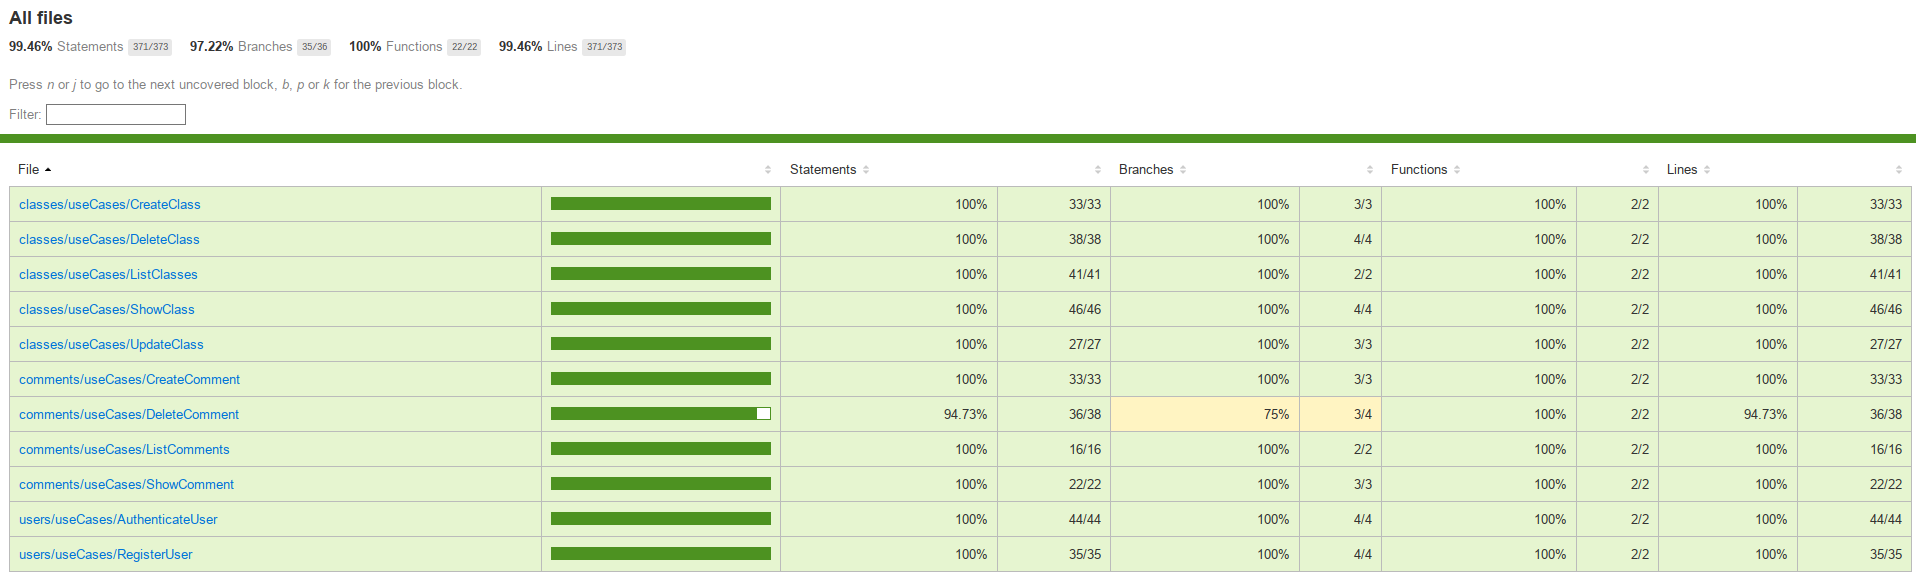 All files
99.46% Statements 371/373 97.22% Branches 35/36 100% Functions 22/22 99.46% Lines 371/373
Press n or j to go to the next uncovered block, b, p or k for the previous block.
Filter:
File Statements Branches Functions Lines
classes/useCases/CreateClass 100% 33/33 100% 3/3 100% 2/2 100% 33/33
classes/useCases/DeleteClass 100% 38/38 100% 4/4 100% 2/2 100% 38/38
classes/useCases/ListClasses 100% 41/41 100% 2/2 100% 2/2 100% 41/41
classes/useCases/ShowClass 100% 46/46 100% 4/4 100% 2/2 100% 46/46
classes/useCases/UpdateClass 100% 27/27 100% 3/3 100% 2/2 100% 27/27
comments/useCases/CreateComment 100% 33/33 100% 3/3 100% 2/2 100% 33/33
comments/useCases/DeleteComment 94.73% 36/38 75% 3/4 100% 2/2 94.73% 36/38
comments/useCases/ListComments 100% 16/16 100% 2/2 100% 2/2 100% 16/16
comments/useCases/ShowComment 100% 22/22 100% 3/3 100% 2/2 100% 22/22
users/useCases/AuthenticateUser 100% 44/44 100% 4/4 100% 2/2 100% 44/44
users/useCases/RegisterUser 100% 35/35 100% 4/4 100% 2/2 100% 35/35